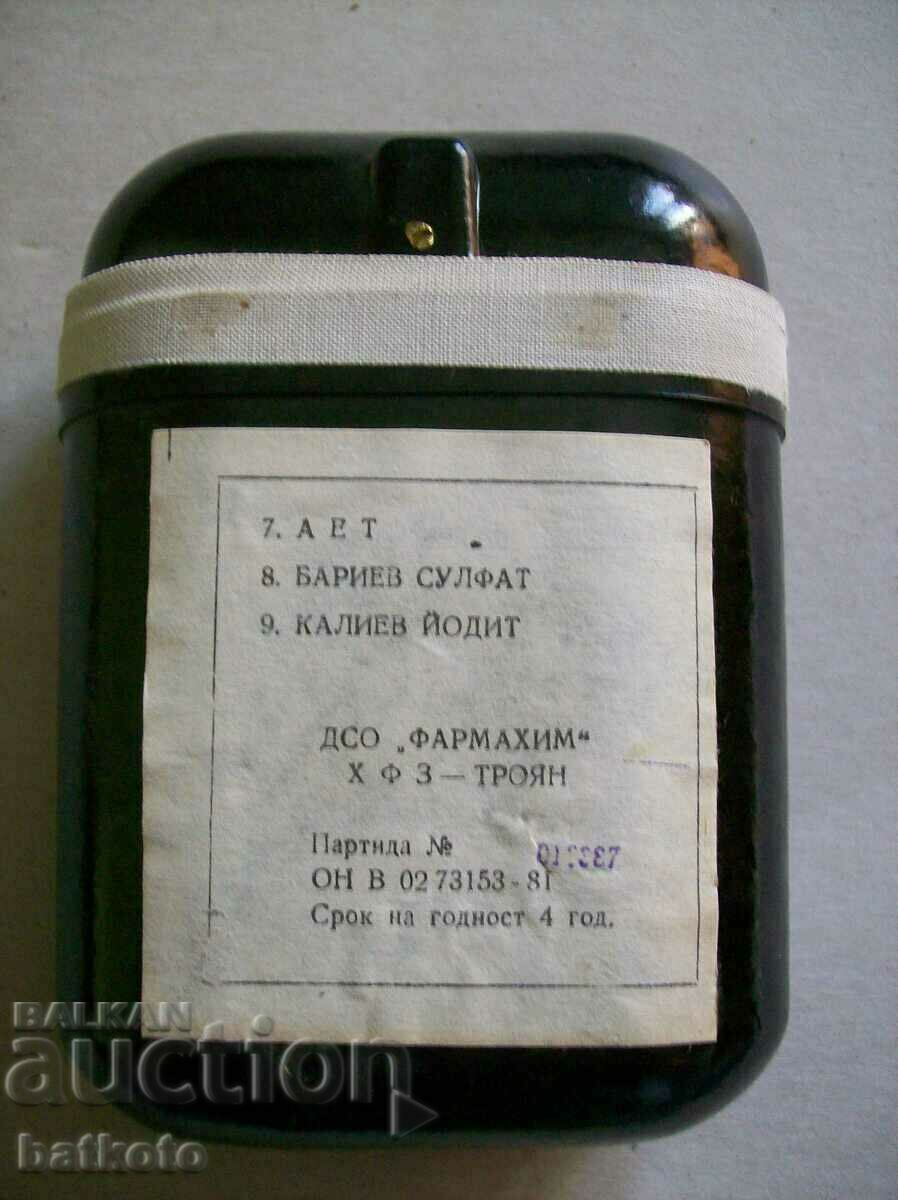 7. А Е Т
8. БАРИЕВ СУЛФАТ
9. КАЛИЕВ ЙОДИТ
ДСО „ФАРМАХИМ“
Х Ф З — ТРОЯН
Партида №
ОН В 02 73153 - 81
Срок на годност 4 год.
BALKAN
auction
batkoto